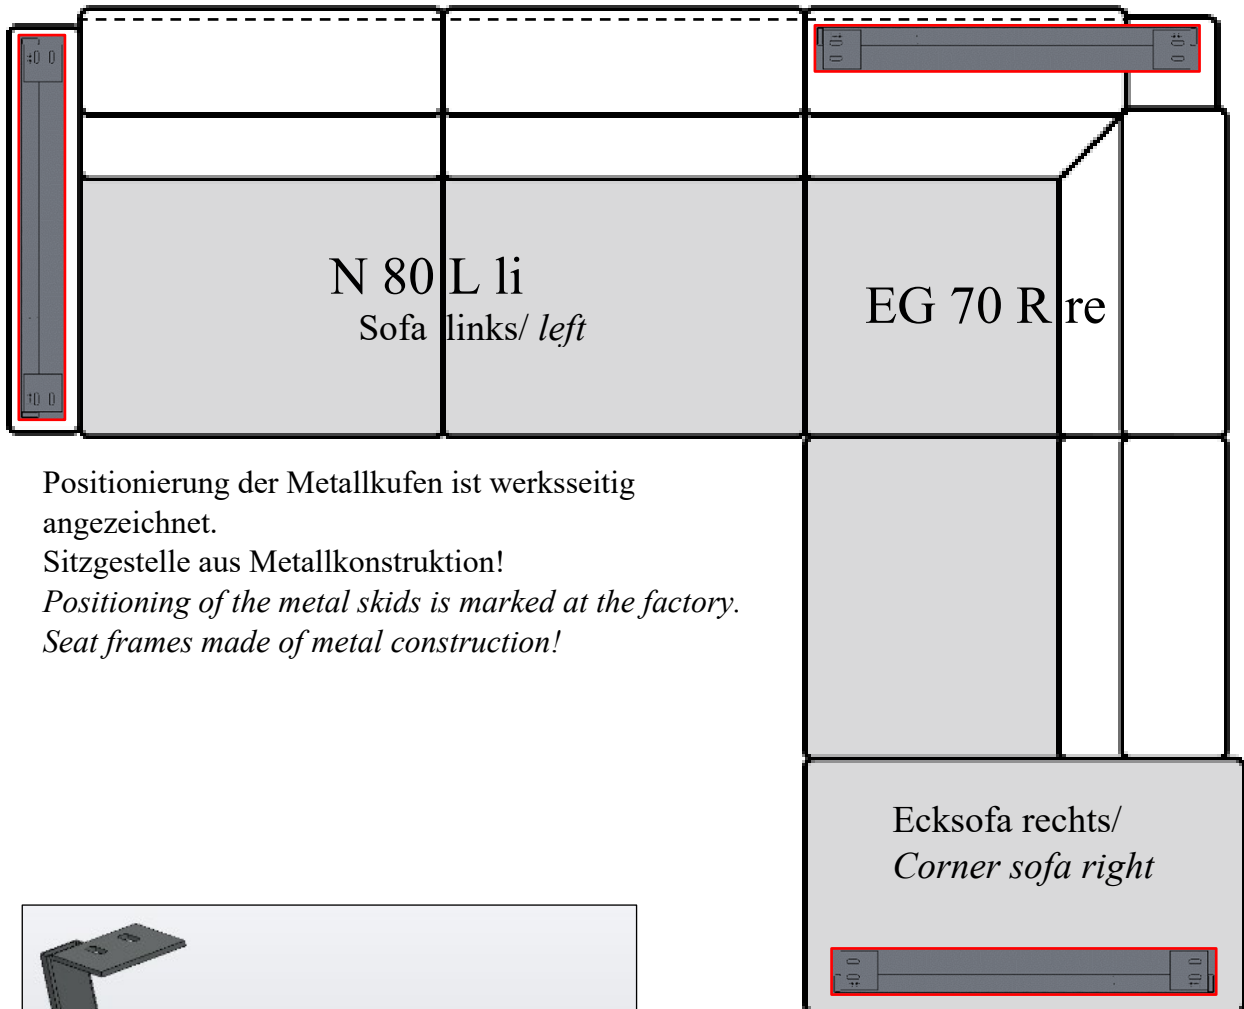 N 80 L li
Sofa links/ left
EG 70 R re
Positionierung der Metallkufen ist werksseitig
angezeichnet.
Sitzgestelle aus Metallkonstruktion!
Positioning of the metal skids is marked at the factory.
Seat frames made of metal construction!
Ecksofa rechts/
Corner sofa right